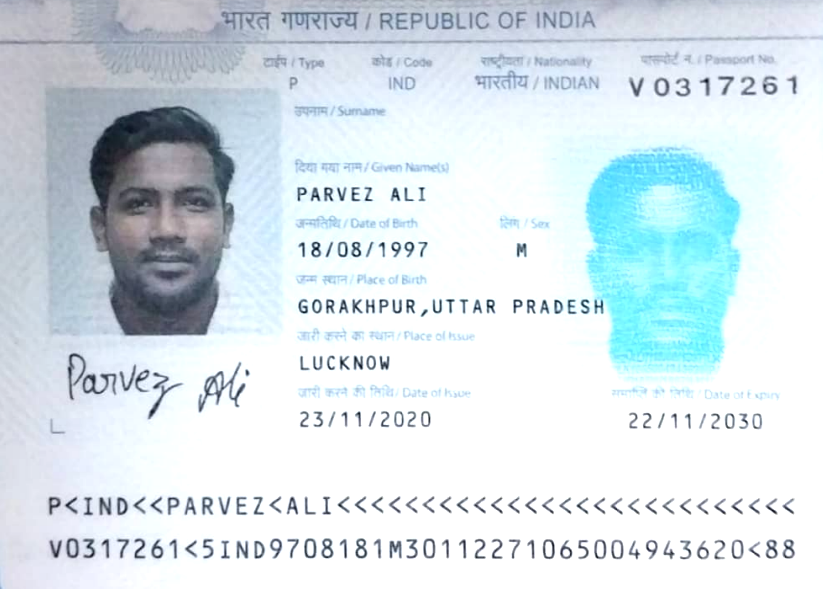 भारत गणराज्य / REPUBLIC OF INDIA
टाईप / Type कोड / Code राष्ट्रीयता / Nationality पासपोर्ट न. / Passport No.
P IND भारतीय / INDIAN V0317261
उपनाम / Surname
दिया गया नाम / Given Name(s)
PARVEZ ALI
जन्मतिथि / Date of Birth लिंग / Sex
18/08/1997 M
जन्म स्थान / Place of Birth
GORAKHPUR,UTTAR PRADESH
जारी करने का स्थान / Place of Issue
LUCKNOW
Parvez Ali
जारी करने की तिथि / Date of Issue समाप्ति की तिथि / Date of Expiry
23/11/2020 22/11/2030
P<IND<<PARVEZ<ALI<<<<<<<<<<<<<<<<<<<<<<<<<<<
V0317261<5IND9708181M30112271065004943620<88